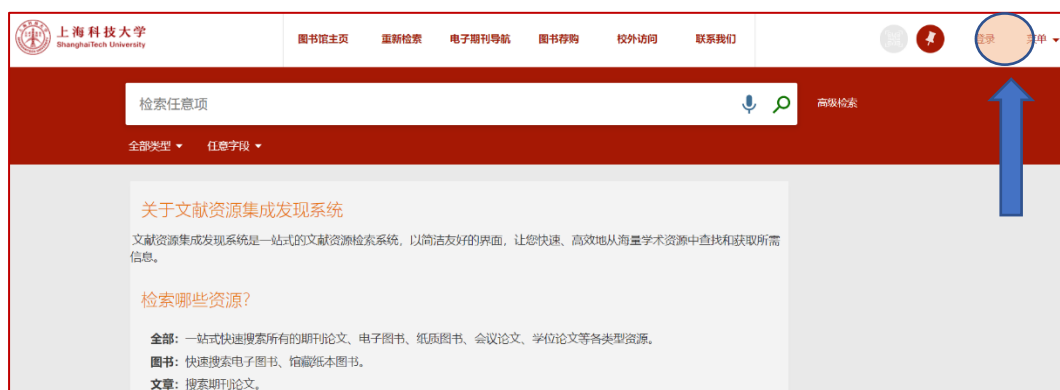 上海科技大学
ShanghaiTech University
图书馆主页 重新检索 电子期刊导航 图书荐购 校外访问 联系我们
登录 菜单
检索任意项
高级检索
全部类型 任意字段
关于文献资源集成发现系统
文献资源集成发现系统是一站式的文献资源检索系统，以简洁友好的界面，让您快速、高效地从海量学术资源中查找和获取所需
信息。
检索哪些资源?
全部：一站式快速搜索所有的期刊论文、电子图书、纸质图书、会议论文、学位论文等各类型资源。
图书：快速搜索电子图书、馆藏纸本图书。
文章：搜索期刊论文。